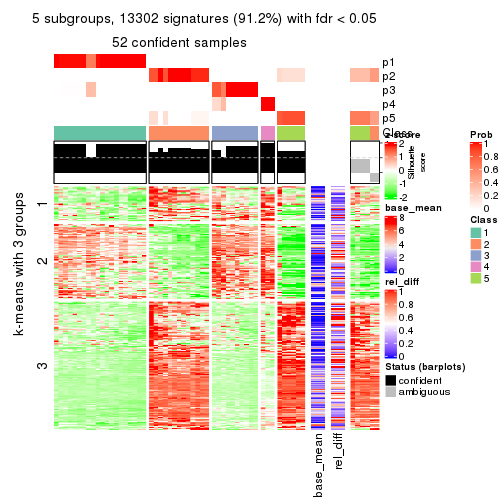 5 subgroups, 13302 signatures (91.2%) with fdr < 0.05
52 confident samples
p1
p2
p3
p4
p5
Class
z-score
2
1
0
-1
-2
Silhouette
score
base_mean
8
6
4
2
0
rel_diff
1
0.8
0.6
0.4
0.2
0
Status (barplots)
confident
ambiguous
Prob
1
0.8
0.6
0.4
0.2
0
Class
1
2
3
4
5
k-means with 3 groups
1
2
3
base_mean
rel_diff